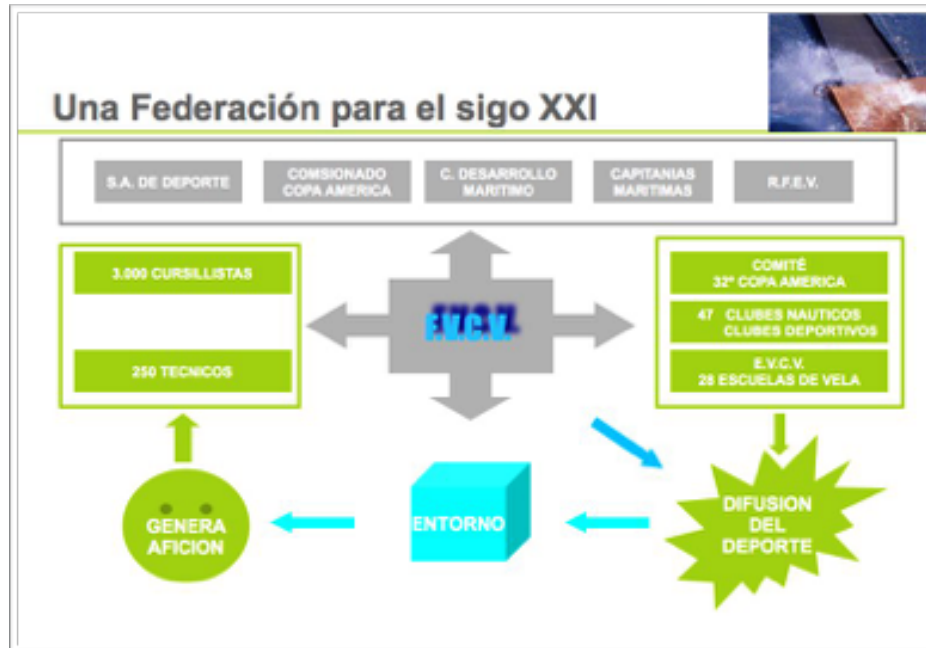 Una Federación para el sigo XXI
S.A. DE DEPORTE
COMSIONADO
COPA AMERICA
C. DESARROLLO
MARITIMO
CAPITANIAS
MARITIMAS
R.F.E.V.
3.000 CURSILLISTAS
250 TECNICOS
F.V.C.V.
COMITÉ
32ª COPA AMERICA
47 CLUBES NAUTICOS
CLUBES DEPORTIVOS
E.V.C.V.
28 ESCUELAS DE VELA
GENERA
AFICION
ENTORNO
DIFUSION
DEL
DEPORTE